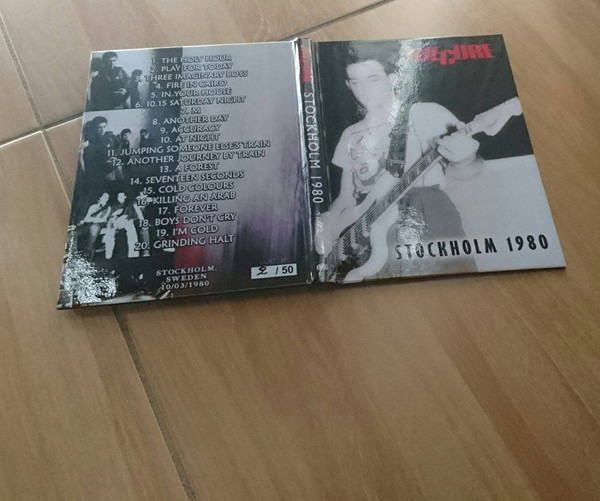 1. THE HOLY HOUR
2. PLAY FOR TODAY
3. THREE IMAGINARY BOSS
4. FIRE IN CAIRO
5. IN YOUR HOUSE
6. 10.15 SATURDAY NIGHT
7. M
8. ANOTHER DAY
9. ACCURACY
10. AT NIGHT
11. JUMPING SOMEONE ELSES TRAIN
12. ANOTHER JOURNEY BY TRAIN
13. A FOREST
14. SEVENTEEN SECONDS
15. COLD COLOURS
16. KILLING AN ARAB
17. FOREVER
18. BOYS DON'T CRY
19. I'M COLD
20. GRINDING HALT
STOCKHOLM,
SWEDEN
10/03/1980
2 / 50
CURE STOCKHOLM 1980
CURE
STOCKHOLM 1980